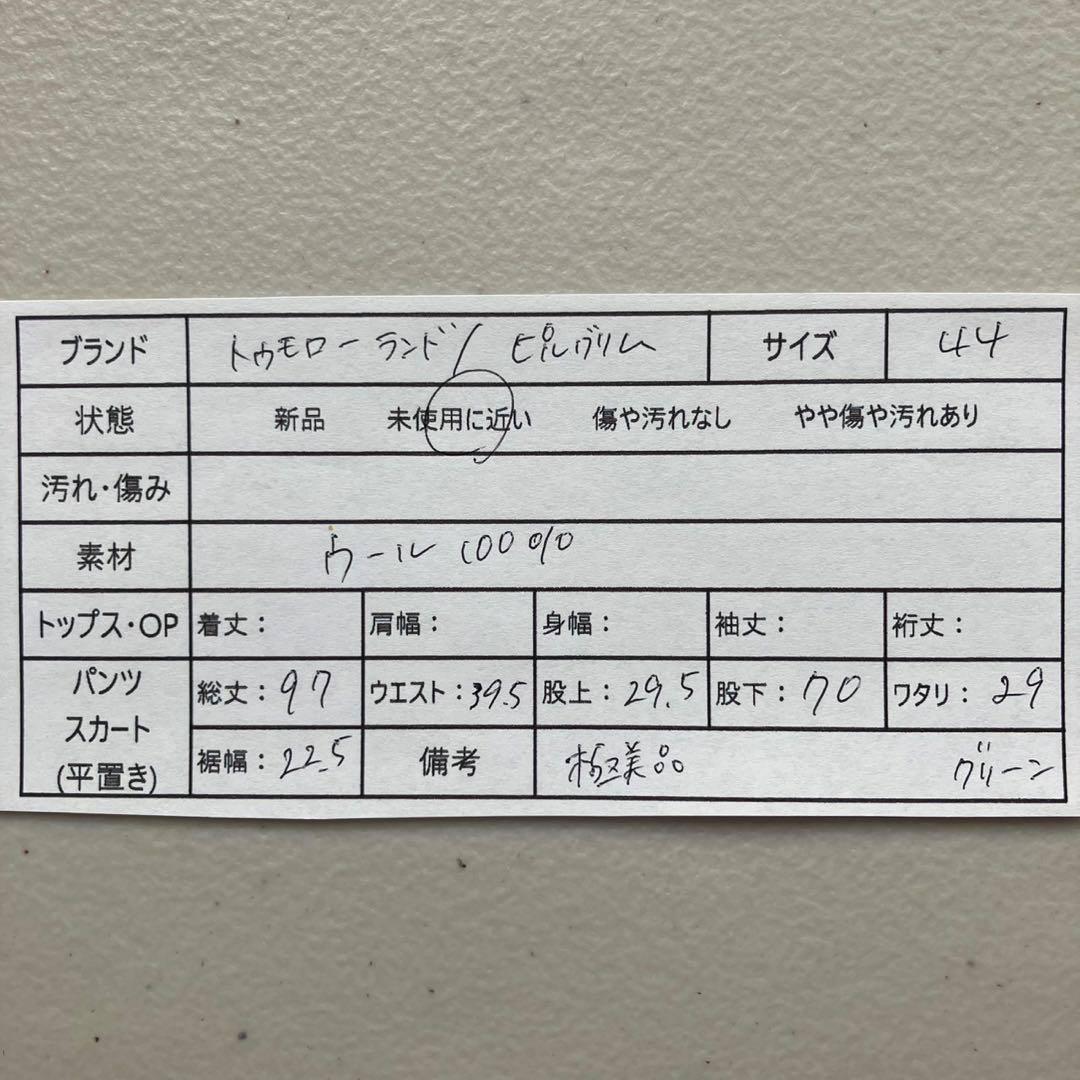 ブランド トゥモローランド/ピルグリム サイズ 44
状態 新品 未使用に近い 傷や汚れなし やや傷や汚れあり
汚れ・傷み
素材 ウール 100%
トップス・OP 着丈： 肩幅： 身幅： 袖丈： 裄丈：
パンツ スカート (平置き) 総丈：97 ウエスト：39.5 股上：29.5 股下：70 ワタリ：29
裾幅：22.5 備考 極美品 グリーン